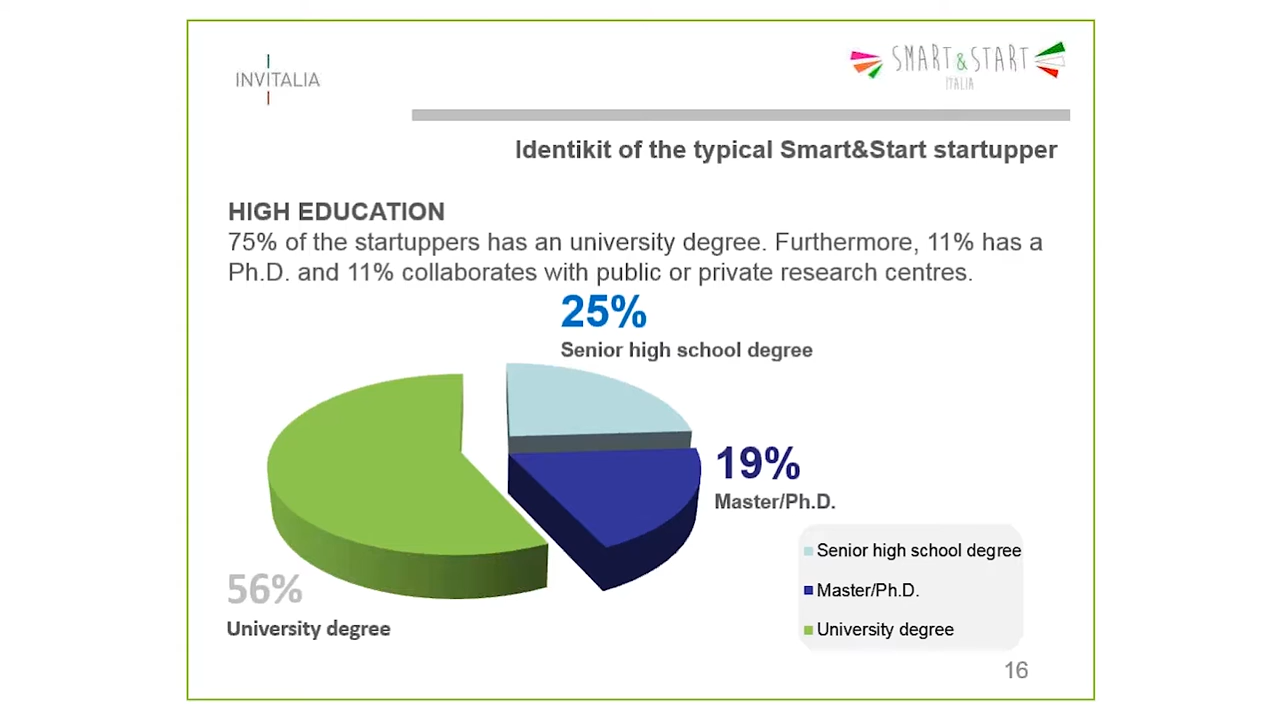 INVITALIA
SMART&START
ITALIA
Identikit of the typical Smart&Start startupper
HIGH EDUCATION
75% of the startuppers has an university degree. Furthermore, 11% has a
Ph.D. and 11% collaborates with public or private research centres.
25%
Senior high school degree
19%
Master/Ph.D.
56%
University degree
Senior high school degree
Master/Ph.D.
University degree
16